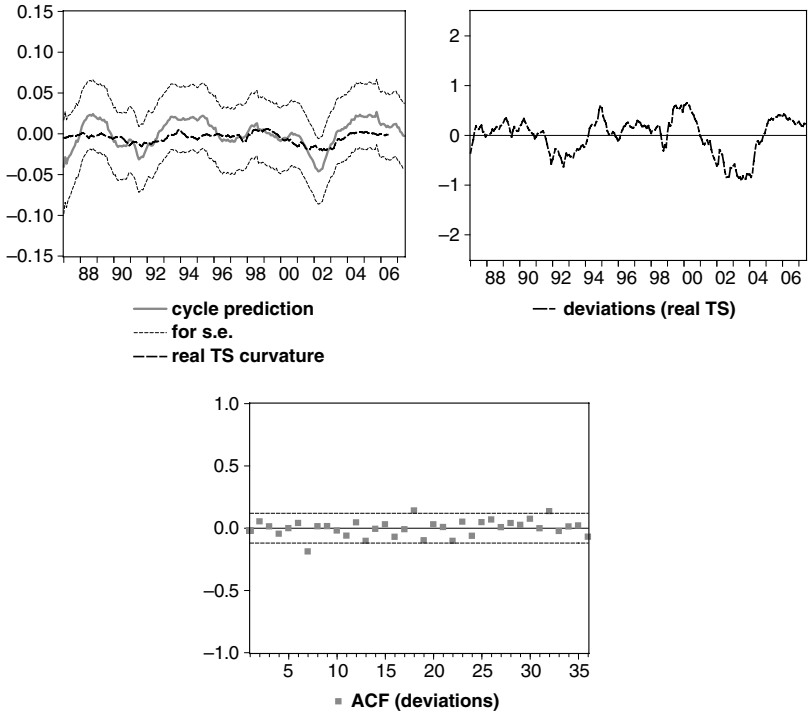 0.15
0.10
0.05
0.00
−0.05
−0.10
−0.15
88 90 92 94 96 98 00 02 04 06
cycle prediction
for s.e.
real TS curvature
2
1
0
−1
−2
88 90 92 94 96 98 00 02 04 06
deviations (real TS)
1.0
0.5
0.0
−0.5
−1.0
5 10 15 20 25 30 35
ACF (deviations)